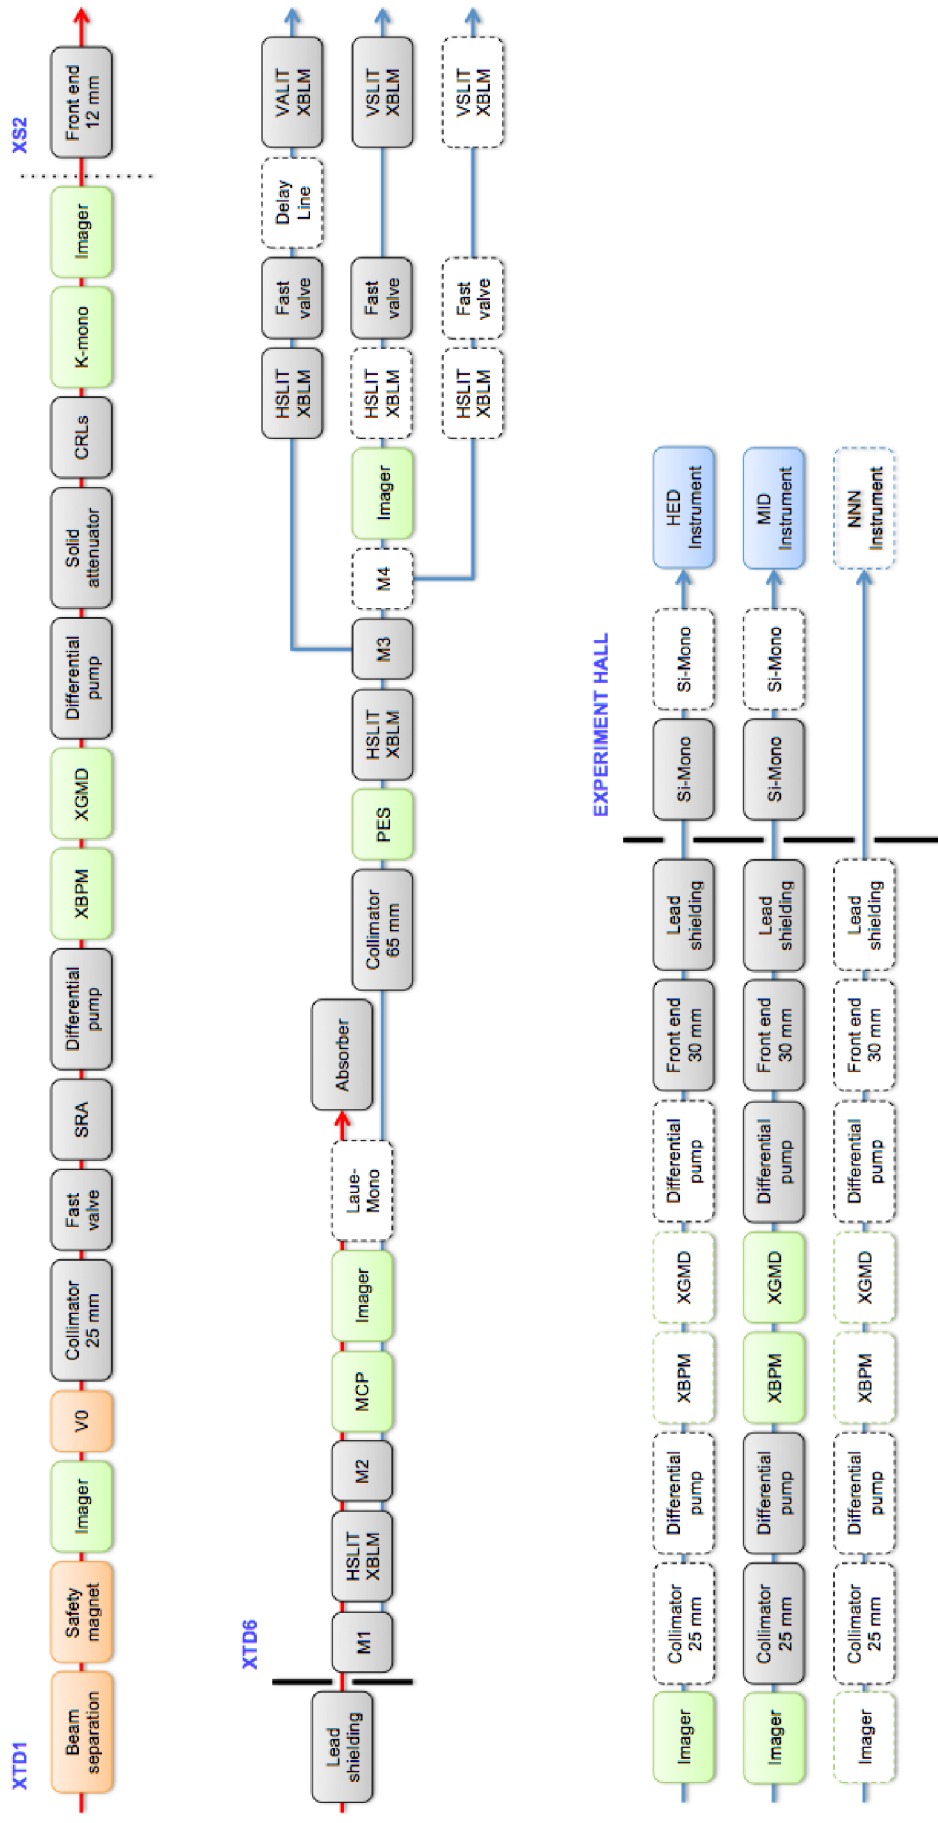 XTD1
XS2
Beam
separation
Safety
magnet
Imager
V0
Collimator
25 mm
Fast
valve
SRA
Differential
pump
XBPM
XGMD
Differential
pump
Solid
attenuator
CRLs
K-mono
Imager
Front end
12 mm
XTD6
Lead
shielding
M1
HSLIT
XBLM
M2
MCP
Imager
Laue-
Mono
Absorber
Collimator
65 mm
PES
HSLIT
XBLM
M3
M4
HSLIT
XBLM
Fast
valve
Delay
Line
VALIT
XBLM
Imager
HSLIT
XBLM
Fast
valve
VSLIT
XBLM
HSLIT
XBLM
Fast
valve
VSLIT
XBLM
EXPERIMENT HALL
Imager
Collimator
25 mm
Differential
pump
XBPM
XGMD
Differential
pump
Front end
30 mm
Lead
shielding
Si-Mono
Si-Mono
HED
Instrument
Imager
Collimator
25 mm
Differential
pump
XBPM
XGMD
Differential
pump
Front end
30 mm
Lead
shielding
Si-Mono
Si-Mono
MID
Instrument
Imager
Collimator
25 mm
Differential
pump
XBPM
XGMD
Differential
pump
Front end
30 mm
Lead
shielding
NNN
Instrument